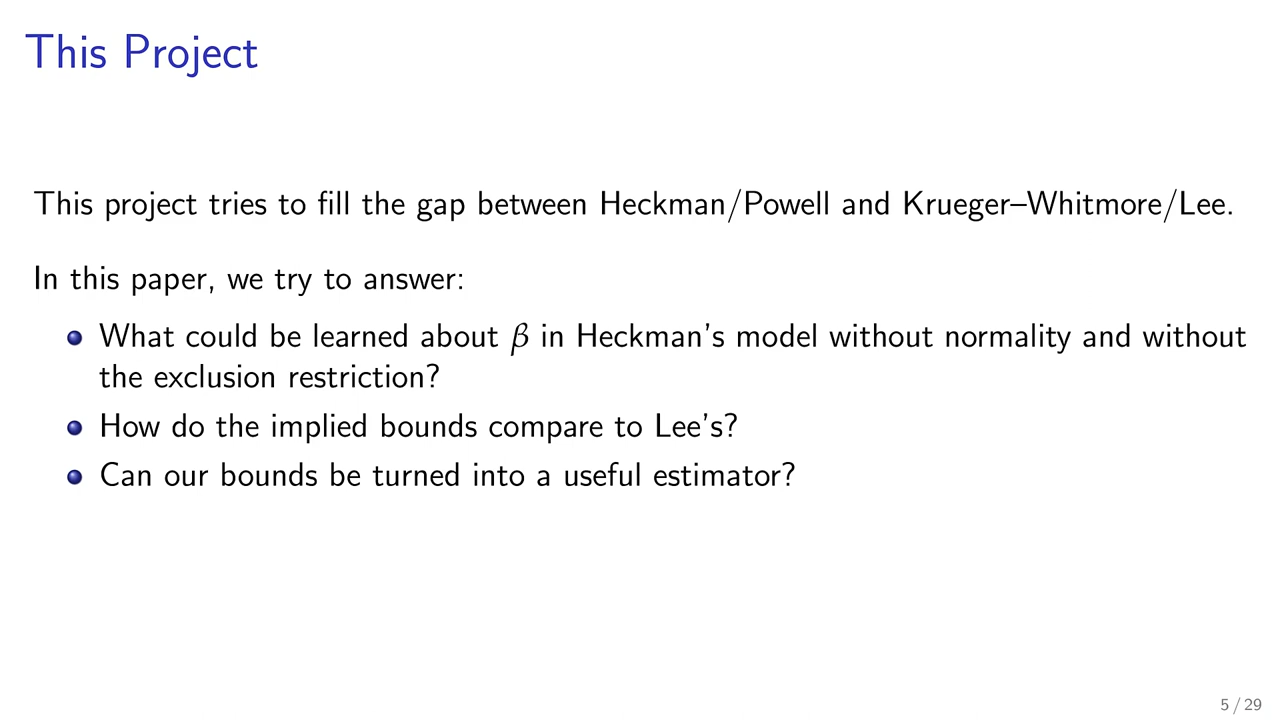 This Project
This project tries to fill the gap between Heckman/Powell and Krueger–Whitmore/Lee.
In this paper, we try to answer:
What could be learned about β in Heckman's model without normality and without
the exclusion restriction?
How do the implied bounds compare to Lee's?
Can our bounds be turned into a useful estimator?
5 / 29